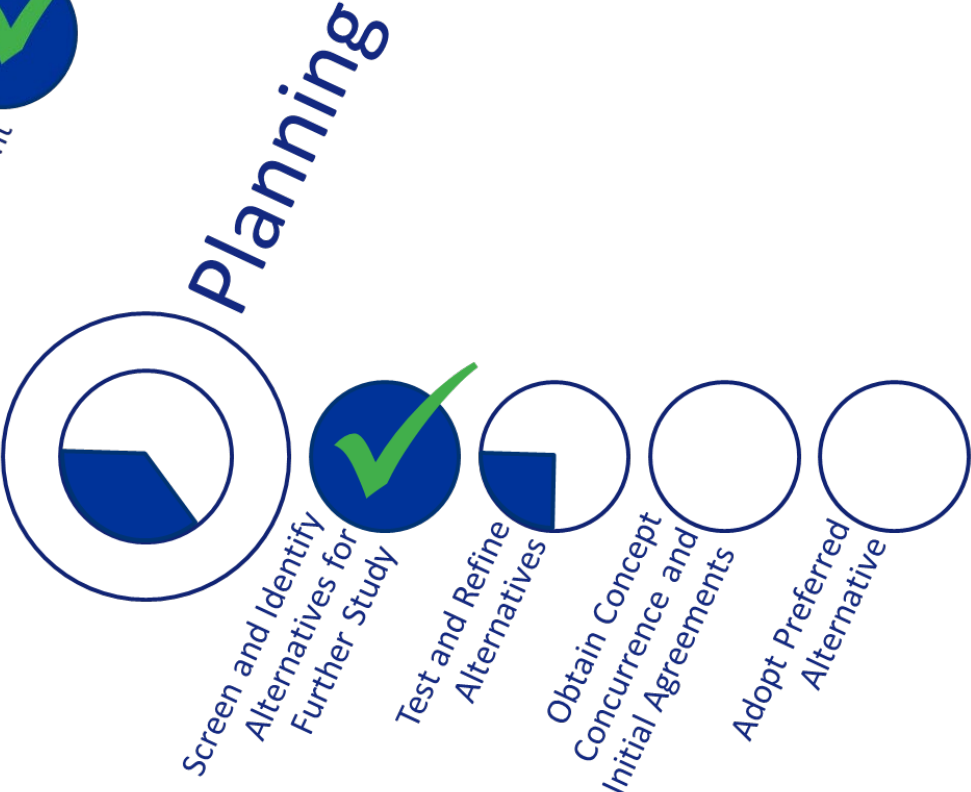 Planning
Screen and Identify
Alternatives for
Further Study
Test and Refine
Alternatives
Obtain Concept
Concurrence and
Initial Agreements
Adopt Preferred
Alternative